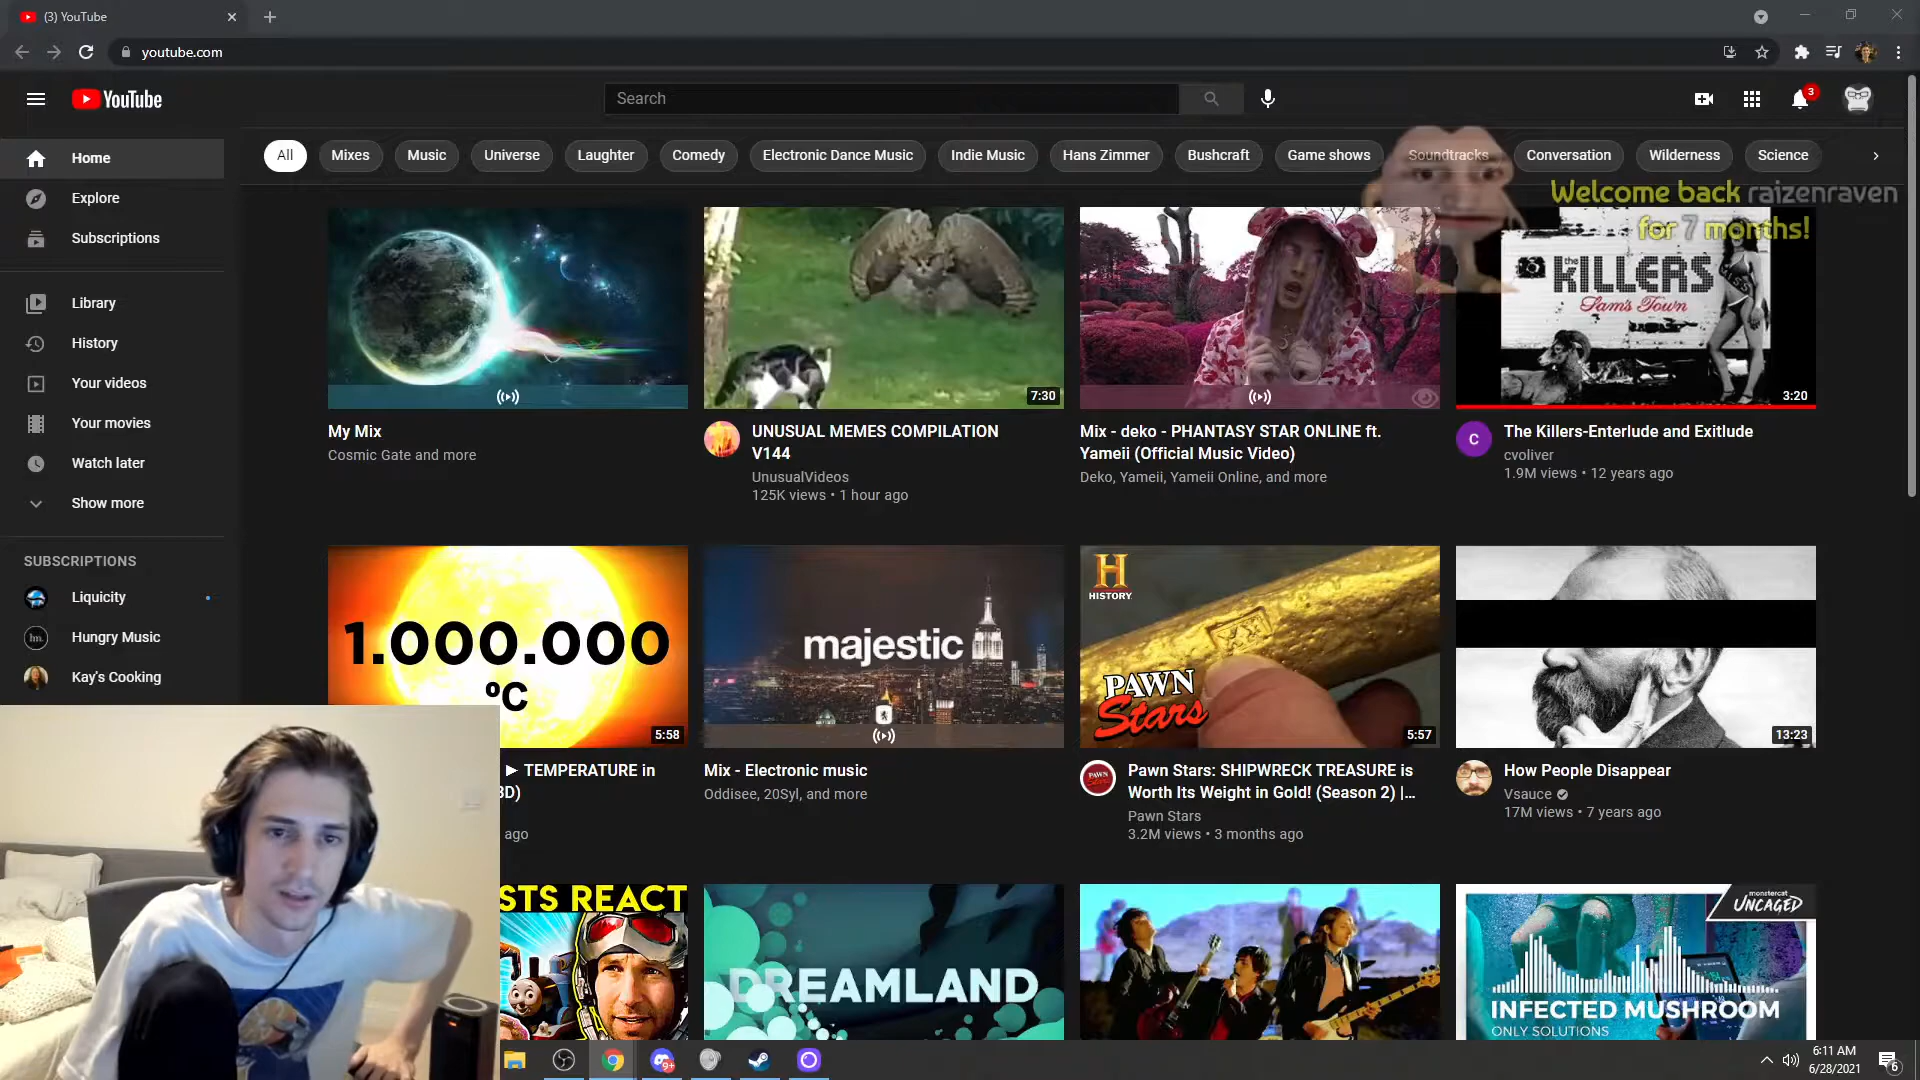 (3) YouTube
youtube.com
YouTube
Search
3
Home
Explore
Subscriptions
Library
History
Your videos
Your movies
Watch later
Show more
SUBSCRIPTIONS
Liquicity
hm.
Hungry Music
Kay's Cooking
All
Mixes
Music
Universe
Laughter
Comedy
Electronic Dance Music
Indie Music
Hans Zimmer
Bushcraft
Game shows
Soundtracks
Conversation
Wilderness
Science
Welcome back raizenraven
for 7 months!
My Mix
Cosmic Gate and more
7:30
UNUSUAL MEMES COMPILATION
V144
UnusualVideos
125K views • 1 hour ago
Mix - deko - PHANTASY STAR ONLINE ft.
Yameii (Official Music Video)
Deko, Yameii, Yameii Online, and more
the
KILLERS
Sam's Town
3:20
C
The Killers-Enterlude and Exitlude
cvoliver
1.9M views • 12 years ago
1.000.000
ºC
5:58
► TEMPERATURE in
3D)
ago
majestic
Mix - Electronic music
Oddisee, 20Syl, and more
H
HISTORY
PAWN
Stars
5:57
Pawn Stars: SHIPWRECK TREASURE is
Worth Its Weight in Gold! (Season 2) |...
Pawn Stars
3.2M views • 3 months ago
13:23
How People Disappear
Vsauce
17M views • 7 years ago
STS REACT
DREAMLAND
monstercat
UNCAGED
INFECTED MUSHROOM
ONLY SOLUTIONS
9+
6:11 AM
6/28/2021
6